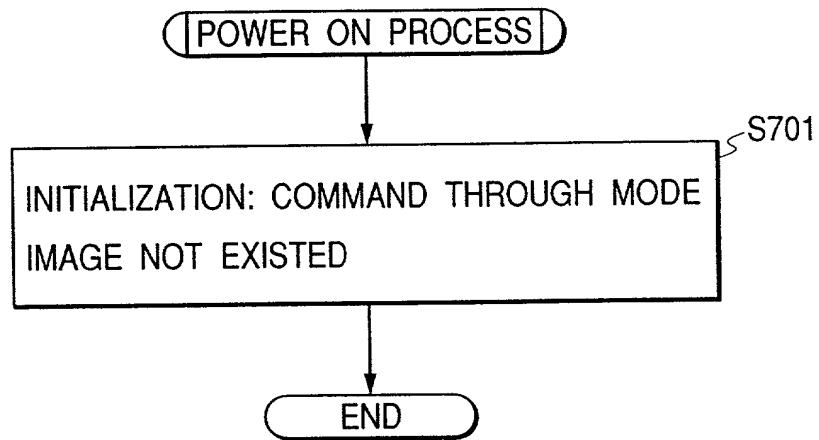 POWER ON PROCESS
S701
INITIALIZATION: COMMAND THROUGH MODE
IMAGE NOT EXISTED
END